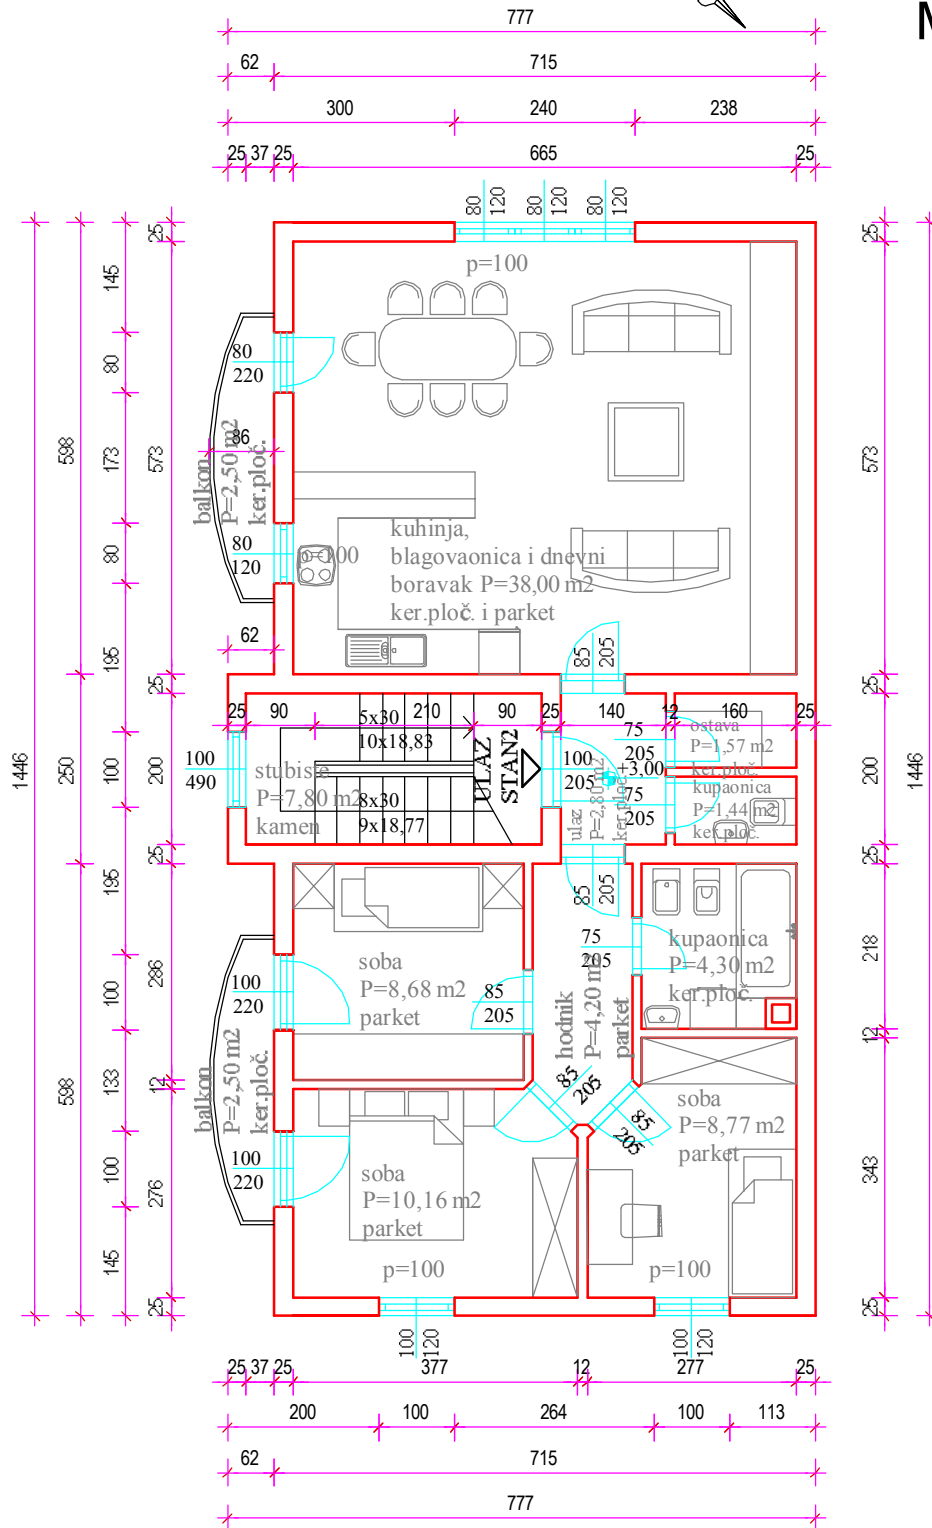 M
777
62 715
300 240 238
25 37 25 665 25
80
120
80
120
80
120
p=100
25
145
80
173
80
195
598
573
25
573
80
220
86
balkon
P=2,50 m2
ker.ploč.
80
120
p=100
kuhinja,
blagovaonica i dnevni
boravak P=38,00 m2
ker.ploč. i parket
62
85
205
25
25
25 90 210 90 25 140 12 160 25
5x30
10x18,83
8x30
9x18,77
ULAZ
STAN2
100
490
stubište
P=7,80 m2
kamen
100
205
75
205
+3,00
75
205
ulaz
P=2,80 m2
ker.ploč.
ostava
P=1,57 m2
ker.ploč.
kupaonica
P=1,44 m2
ker.ploč.
1446
250
100
200
200
1446
25
25
85
205
195
100
133
100
145
598
286
12
276
25
218
12
343
25
soba
P=8,68 m2
parket
100
220
85
205
75
205
hodnik
P=4,20 m2
parket
kupaonica
P=4,30 m2
ker.ploč.
balkon
P=2,50 m2
ker.ploč.
100
220
85
205
85
205
soba
P=8,77 m2
parket
soba
P=10,16 m2
parket
p=100
p=100
100
120
100
120
25 37 25 377 12 277 25
200 100 264 100 113
62 715
777